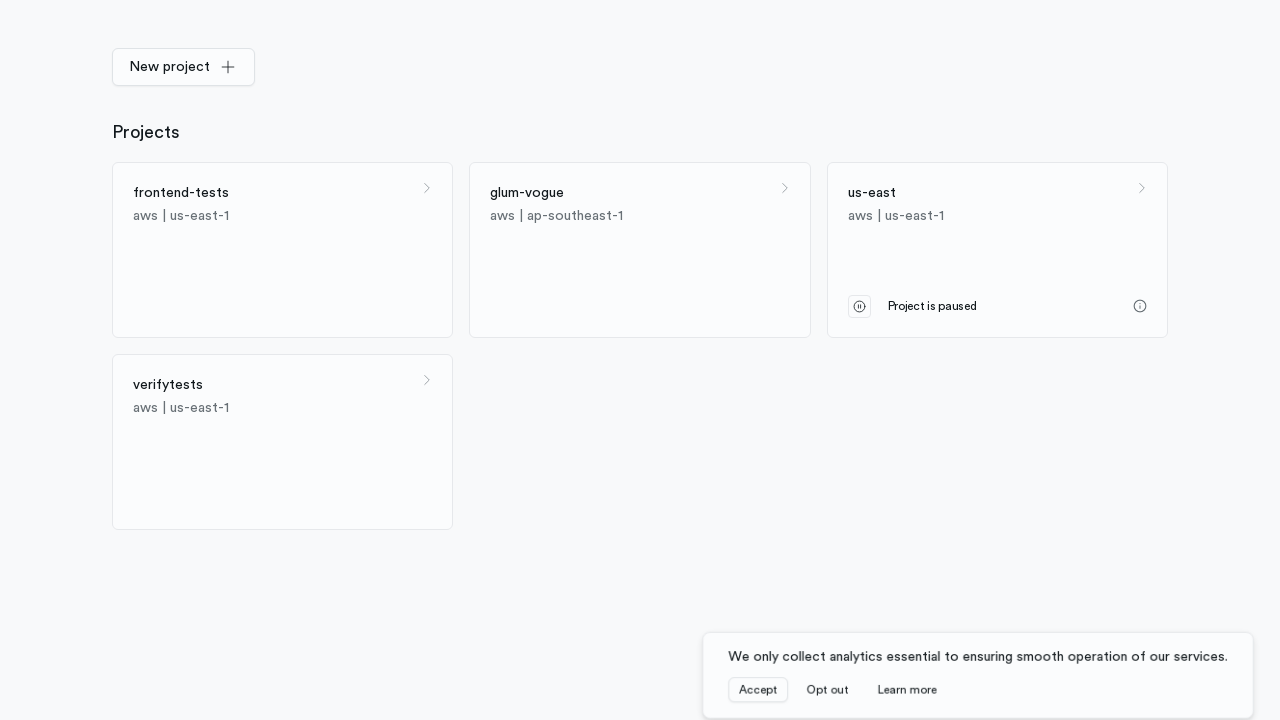 New project
Projects
frontend-tests
aws | us-east-1
glum-vogue
aws | ap-southeast-1
us-east
aws | us-east-1
Project is paused
verifytests
aws | us-east-1
We only collect analytics essential to ensuring smooth operation of our services.
Accept
Opt out
Learn more